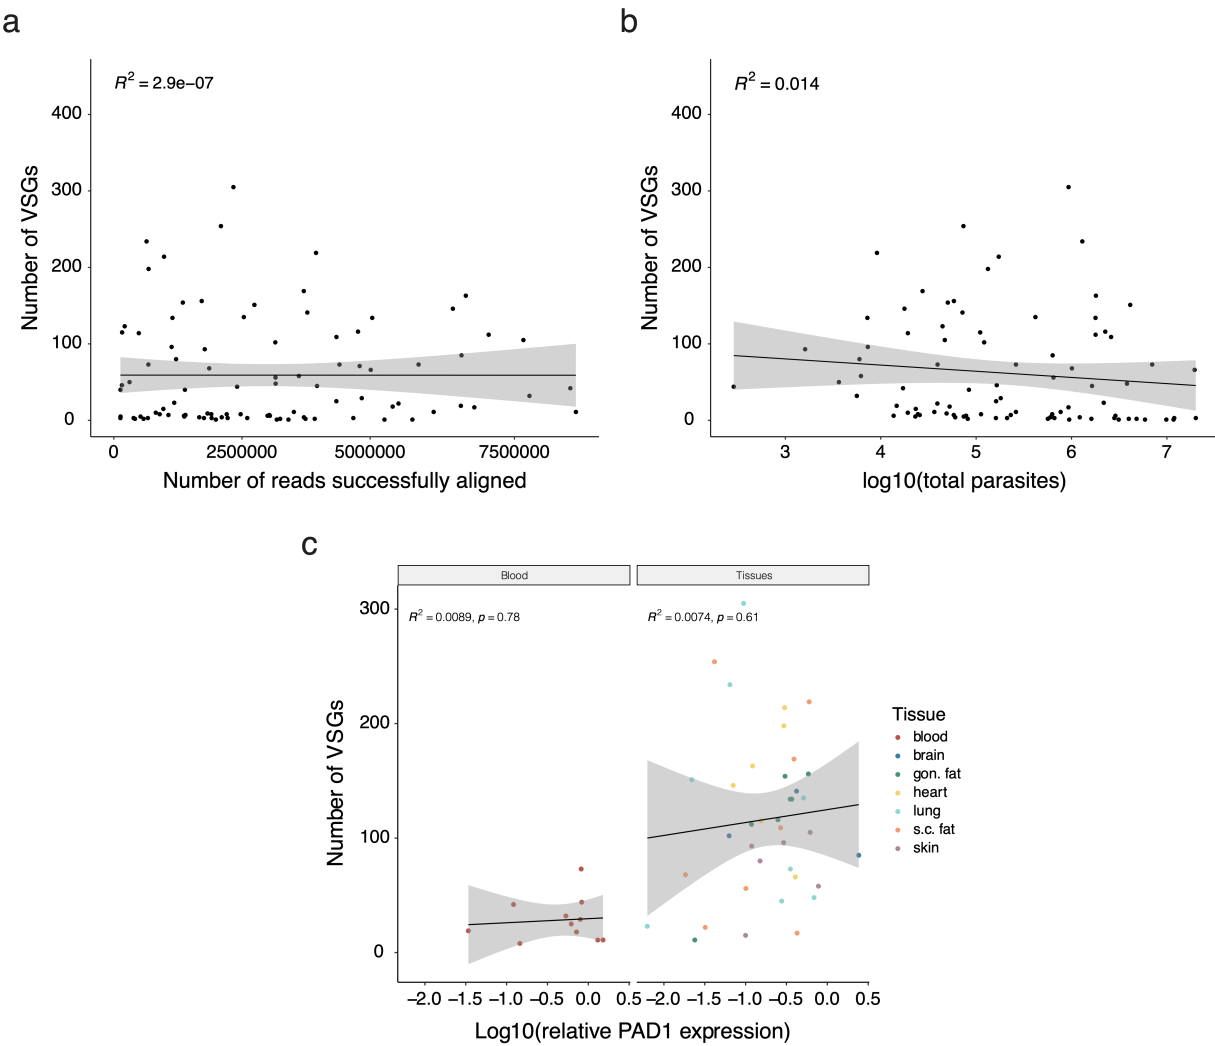 a
b
R² = 2.9e−07
R² = 0.014
400
300
200
100
0
Number of VSGs
0
2500000
5000000
7500000
Number of reads successfully aligned
400
300
200
100
0
Number of VSGs
3
4
5
6
7
log10(total parasites)
c
Blood
Tissues
R² = 0.0089, p = 0.78
R² = 0.0074, p = 0.61
300
200
100
0
Number of VSGs
−2.0 −1.5 −1.0 −0.5 0.0 0.5
−2.0 −1.5 −1.0 −0.5 0.0 0.5
Log10(relative PAD1 expression)
Tissue
blood
brain
gon. fat
heart
lung
s.c. fat
skin